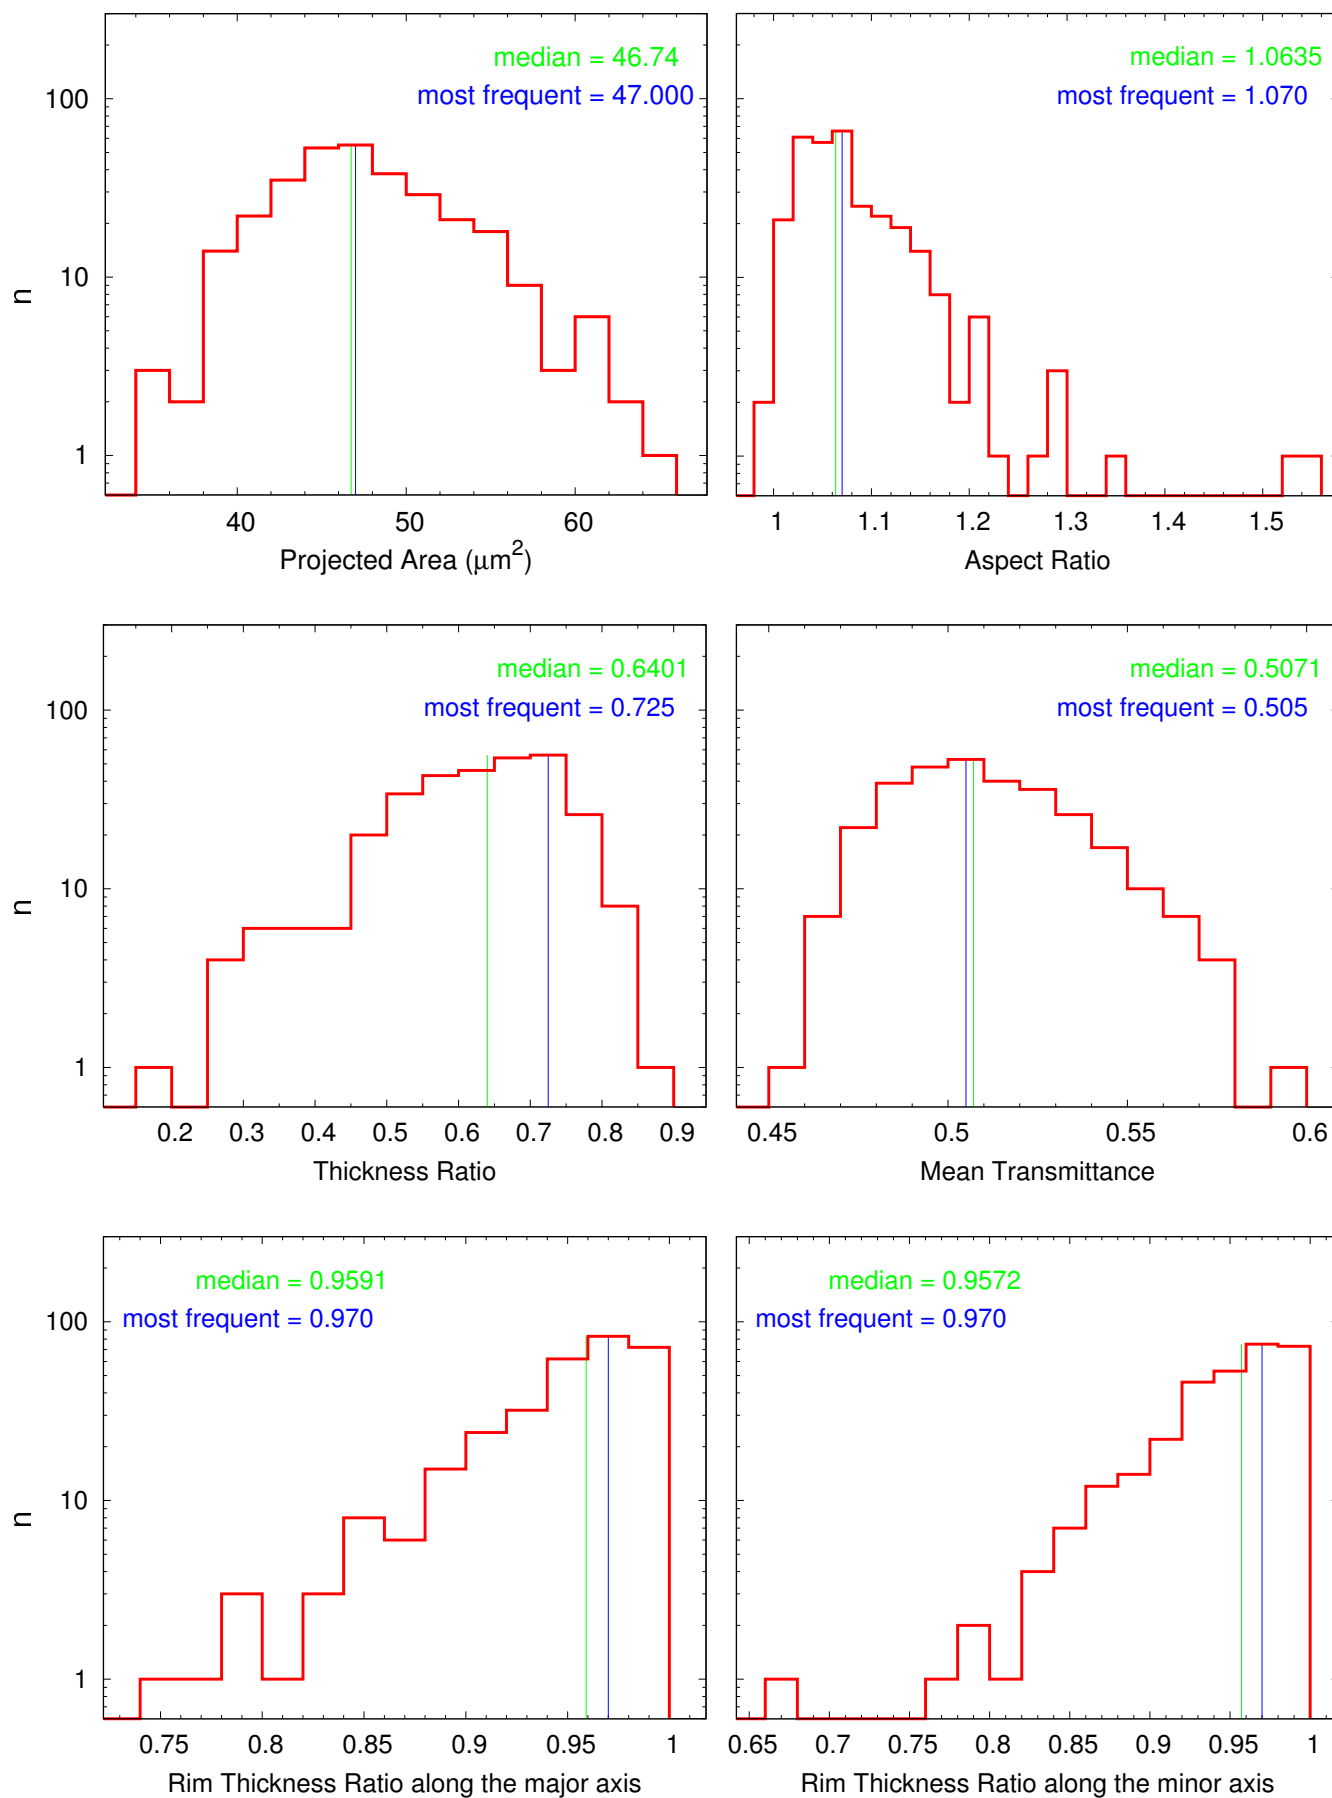 median = 46.74
most frequent = 47.000
100
10
1
n
40 50 60
Projected Area (μm²)
median = 1.0635
most frequent = 1.070
1 1.1 1.2 1.3 1.4 1.5
Aspect Ratio
median = 0.6401
most frequent = 0.725
100
10
1
n
0.2 0.3 0.4 0.5 0.6 0.7 0.8 0.9
Thickness Ratio
median = 0.5071
most frequent = 0.505
0.45 0.5 0.55 0.6
Mean Transmittance
median = 0.9591
most frequent = 0.970
100
10
1
n
0.75 0.8 0.85 0.9 0.95 1
Rim Thickness Ratio along the major axis
median = 0.9572
most frequent = 0.970
0.65 0.7 0.75 0.8 0.85 0.9 0.95 1
Rim Thickness Ratio along the minor axis